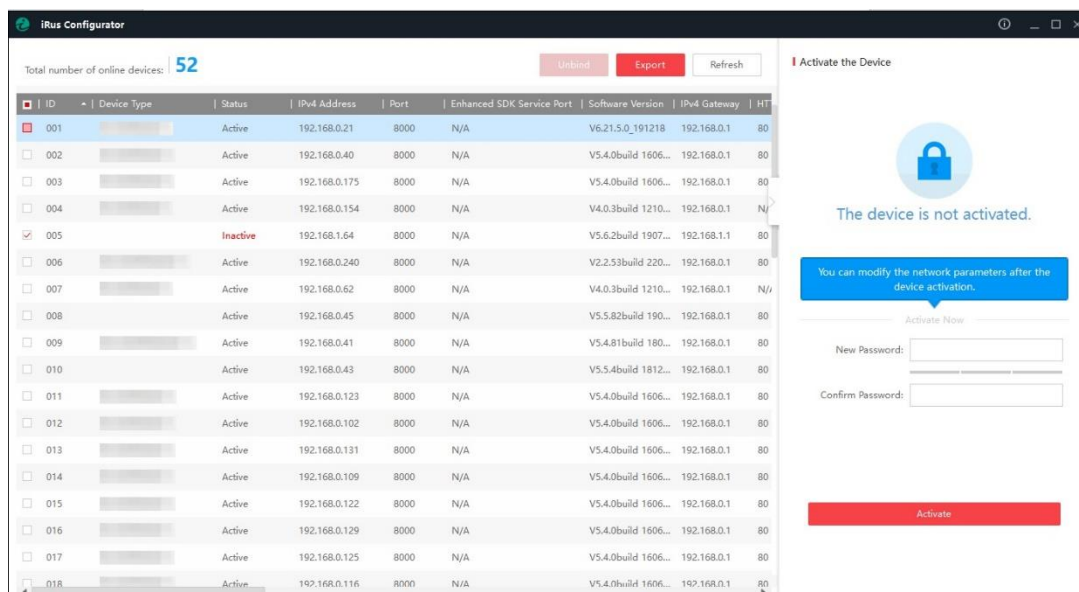 iRus Configurator
Total number of online devices: 52
Unbind Export Refresh
ID Device Type Status IPv4 Address Port Enhanced SDK Service Port Software Version IPv4 Gateway HT
001 Active 192.168.0.21 8000 N/A V6.21.5.0_191218 192.168.0.1 80
002 Active 192.168.0.40 8000 N/A V5.4.0build 1606... 192.168.0.1 80
003 Active 192.168.0.175 8000 N/A V5.4.0build 1606... 192.168.0.1 80
004 Active 192.168.0.154 8000 N/A V4.0.3build 1210... 192.168.0.1 N/
005 Inactive 192.168.1.64 8000 N/A V5.6.2build 1907... 192.168.1.1 80
006 Active 192.168.0.240 8000 N/A V2.2.53build 220... 192.168.0.1 80
007 Active 192.168.0.62 8000 N/A V4.0.3build 1210... 192.168.0.1 N/
008 Active 192.168.0.45 8000 N/A V5.5.82build 190... 192.168.0.1 80
009 Active 192.168.0.41 8000 N/A V5.4.81build 180... 192.168.0.1 80
010 Active 192.168.0.43 8000 N/A V5.5.4build 1812... 192.168.0.1 80
011 Active 192.168.0.123 8000 N/A V5.4.0build 1606... 192.168.0.1 80
012 Active 192.168.0.102 8000 N/A V5.4.0build 1606... 192.168.0.1 80
013 Active 192.168.0.131 8000 N/A V5.4.0build 1606... 192.168.0.1 80
014 Active 192.168.0.109 8000 N/A V5.4.0build 1606... 192.168.0.1 80
015 Active 192.168.0.122 8000 N/A V5.4.0build 1606... 192.168.0.1 80
016 Active 192.168.0.129 8000 N/A V5.4.0build 1606... 192.168.0.1 80
017 Active 192.168.0.125 8000 N/A V5.4.0build 1606... 192.168.0.1 80
018 Active 192.168.0.116 8000 N/A V5.4.0build 1606... 192.168.0.1 80
Activate the Device
The device is not activated.
You can modify the network parameters after the
device activation.
Activate Now
New Password:
Confirm Password:
Activate